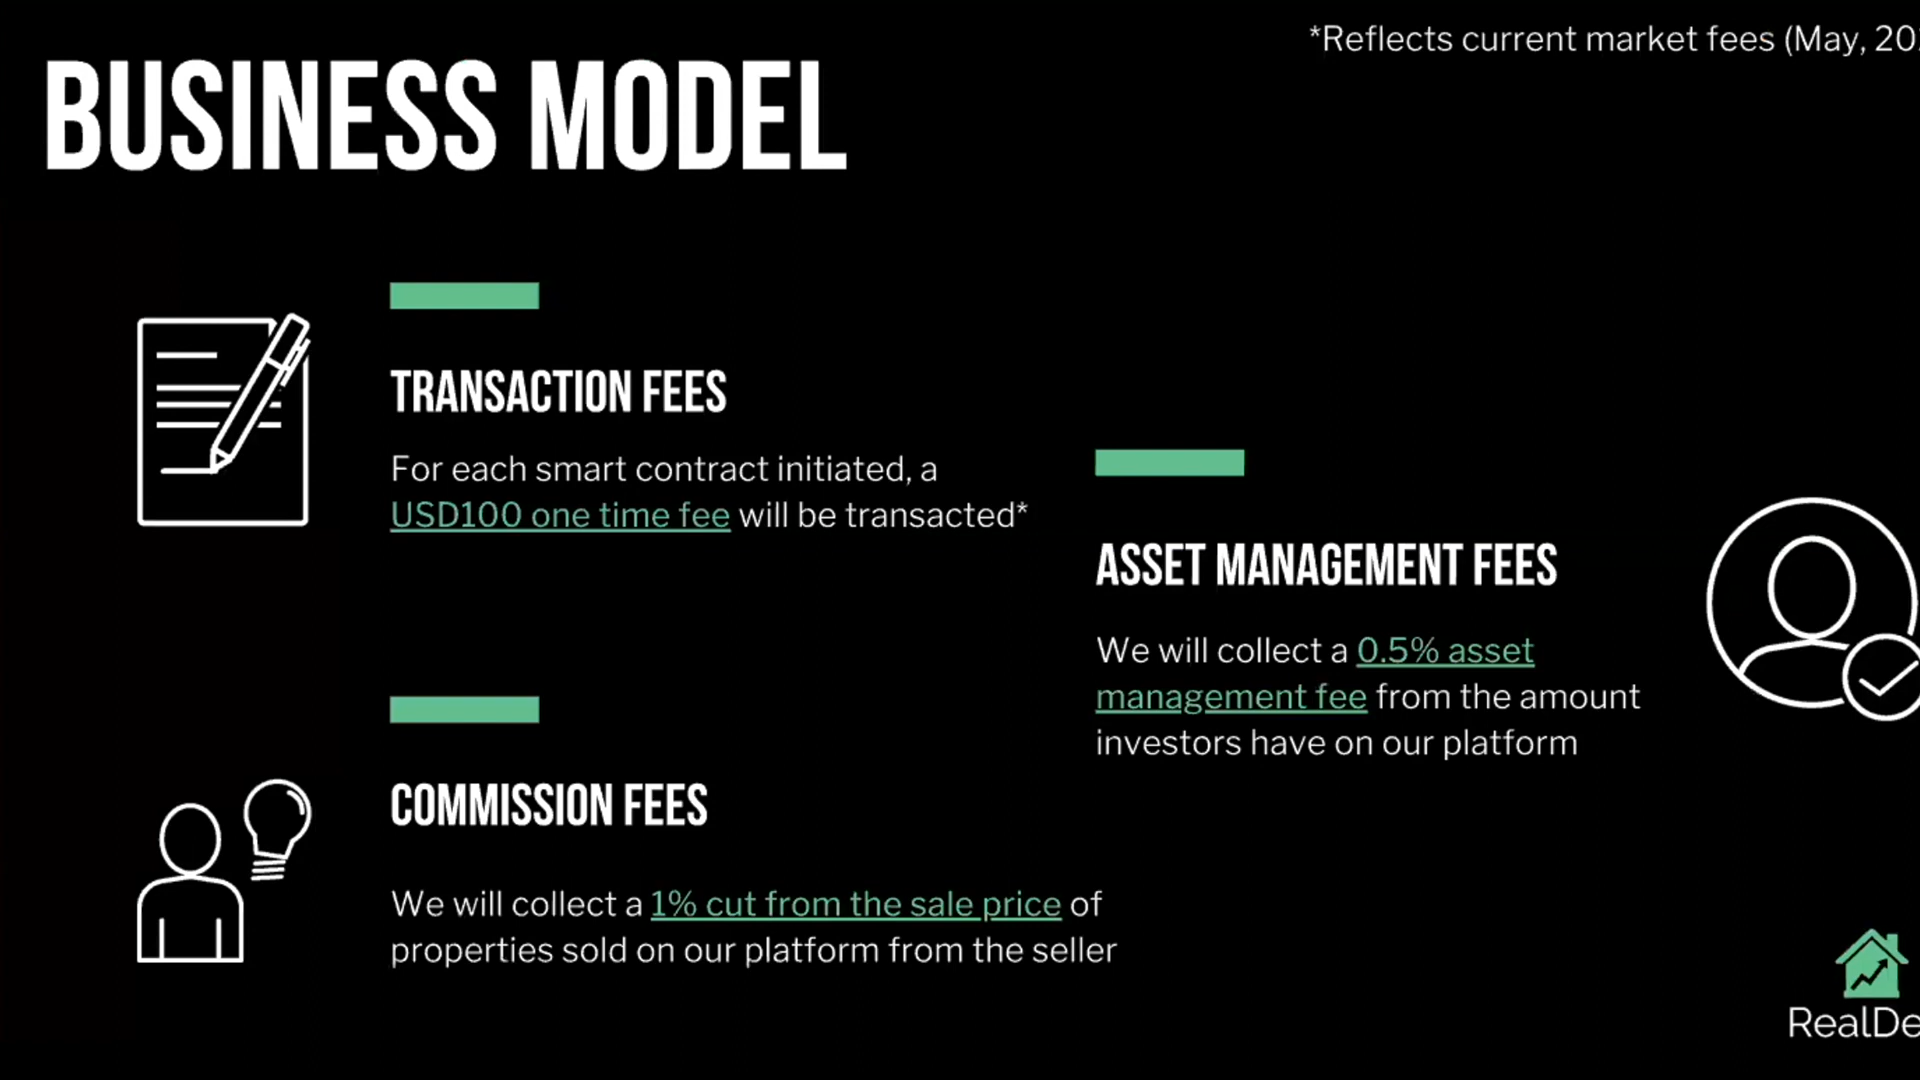 *Reflects current market fees (May, 20
BUSINESS MODEL
TRANSACTION FEES
For each smart contract initiated, a
USD100 one time fee will be transacted*
ASSET MANAGEMENT FEES
We will collect a 0.5% asset
management fee from the amount
investors have on our platform
COMMISSION FEES
We will collect a 1% cut from the sale price of
properties sold on our platform from the seller
RealDe